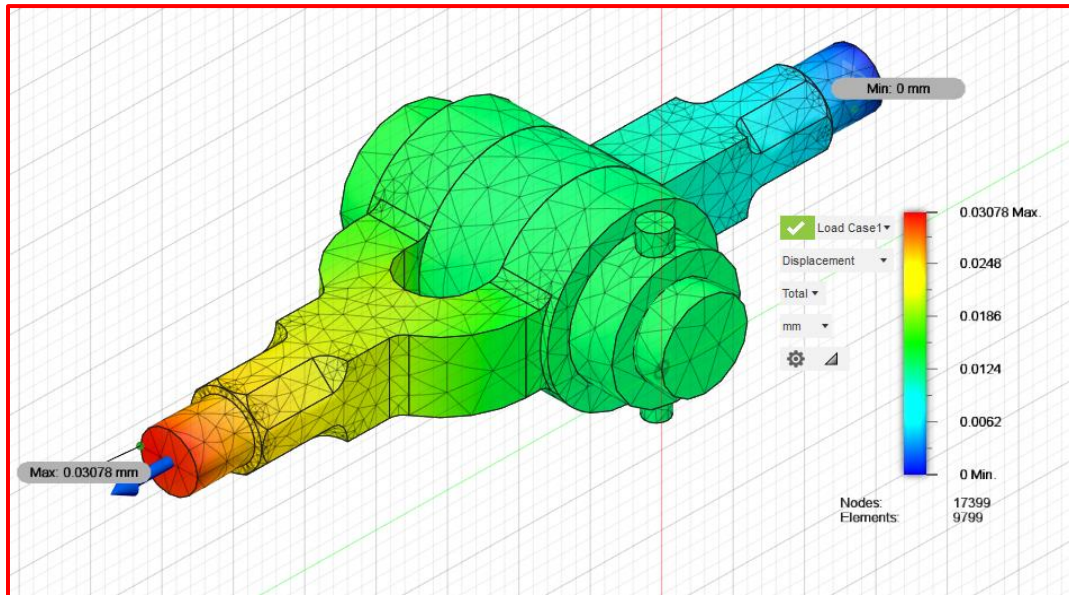 Min: 0 mm
Load Case1
0.03078 Max.
Displacement
0.0248
Total
0.0186
mm
0.0124
0.0062
Max: 0.03078 mm
0 Min.
Nodes: 17399
Elements: 9799